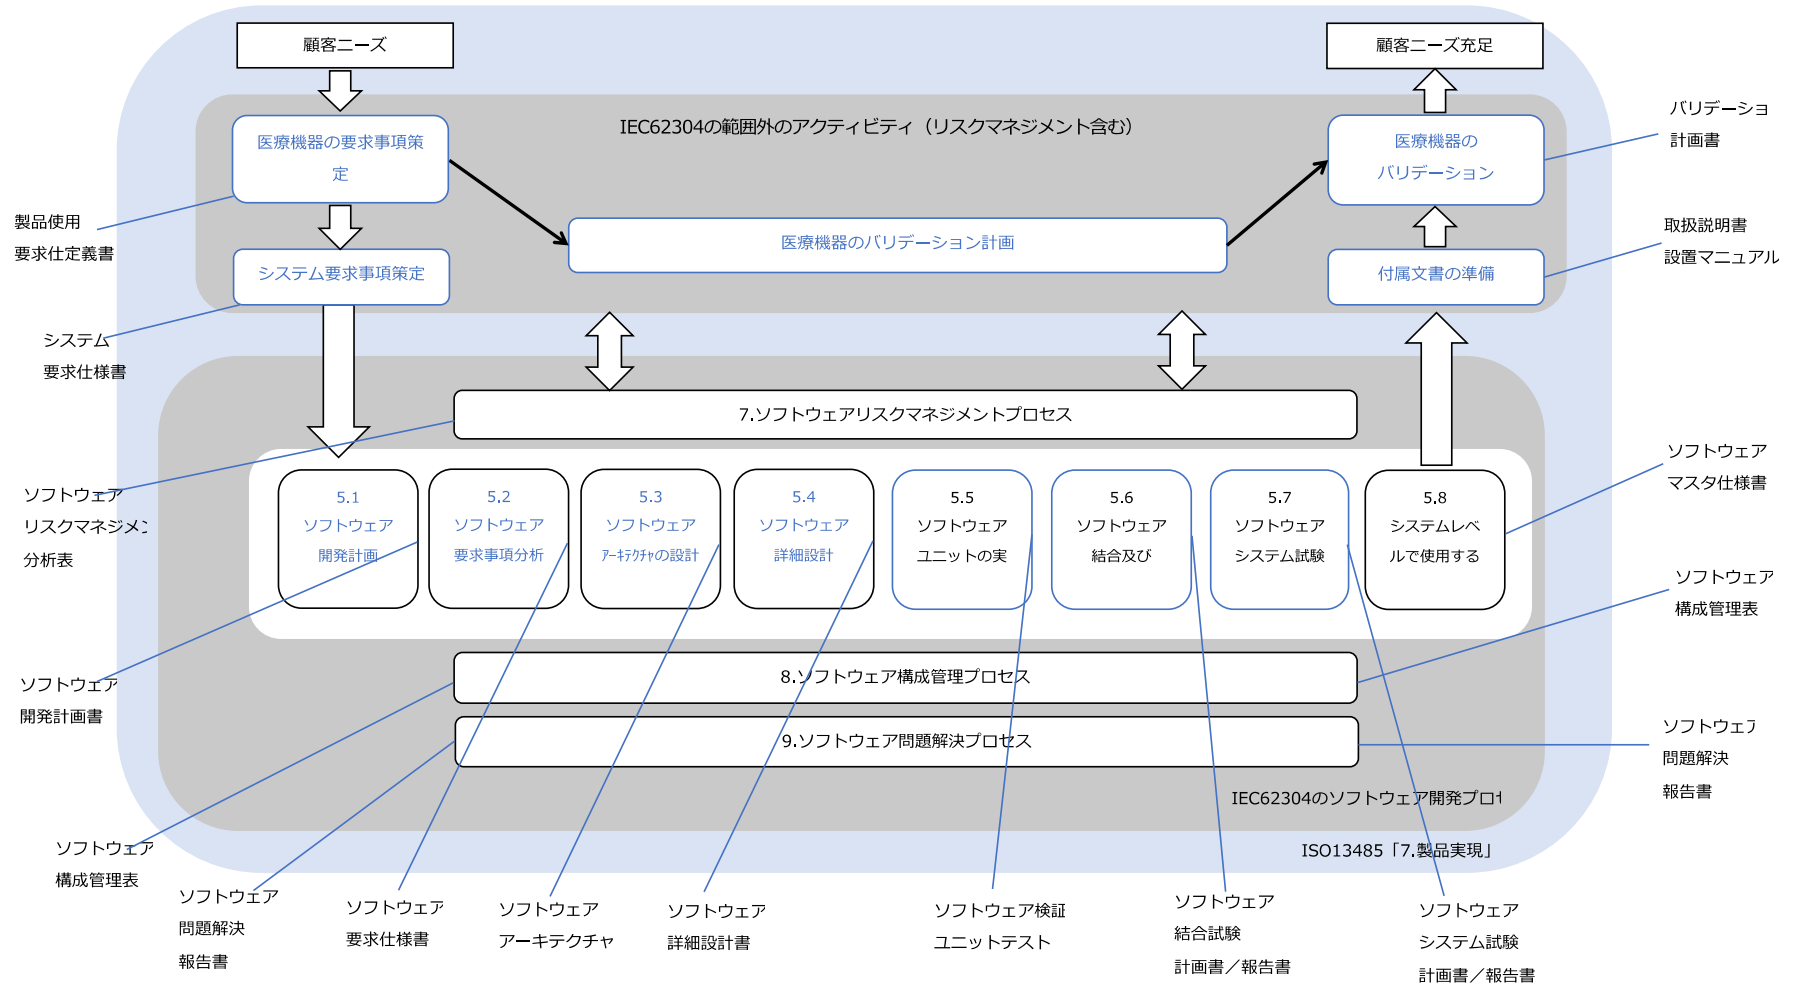 顧客ニーズ
顧客ニーズ充足
IEC62304の範囲外のアクティビティ（リスクマネジメント含む）
医療機器の要求事項策
定
医療機器の
バリデーション
バリデーショ
計画書
製品使用
要求仕定義書
医療機器のバリデーション計画
システム要求事項策定
付属文書の準備
取扱説明書
設置マニュアル
システム
要求仕様書
7.ソフトウェアリスクマネジメントプロセス
ソフトウェア
リスクマネジメン
分析表
5.1
ソフトウェア
開発計画
5.2
ソフトウェア
要求事項分析
5.3
ソフトウェア
ｱｰｷﾃｸﾁｬの設計
5.4
ソフトウェア
詳細設計
5.5
ソフトウェア
ユニットの実
5.6
ソフトウェア
結合及び
5.7
ソフトウェア
システム試験
5.8
システムレベ
ルで使用する
ソフトウェア
マスタ仕様書
ソフトウェア
構成管理表
ソフトウェア
開発計画書
8.ソフトウェア構成管理プロセス
9.ソフトウェア問題解決プロセス
ソフトウェア
問題解決
報告書
IEC62304のソフトウェア開発プロセ
ISO13485「7.製品実現」
ソフトウェア
構成管理表
ソフトウェア
問題解決
報告書
ソフトウェア
要求仕様書
ソフトウェア
アーキテクチャ
ソフトウェア
詳細設計書
ソフトウェア検証
ユニットテスト
ソフトウェア
結合試験
計画書／報告書
ソフトウェア
システム試験
計画書／報告書